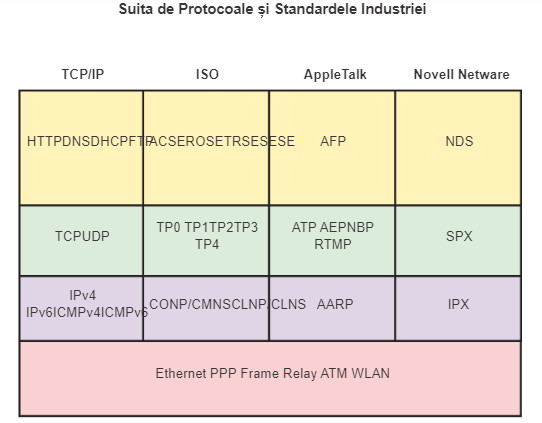 Suita de Protocoale și Standardele Industriei
TCP/IP
ISO
AppleTalk
Novell Netware
HTTPDNSDHCPFTP
ACSEROSETRSESESE
AFP
NDS
TCPUDP
TP0 TP1TP2TP3
TP4
ATP AEPNBP
RTMP
SPX
IPv4
IPv6ICMPv4ICMPv6
CONP/CMNSCLNP/CLNS
AARP
IPX
Ethernet PPP Frame Relay ATM WLAN